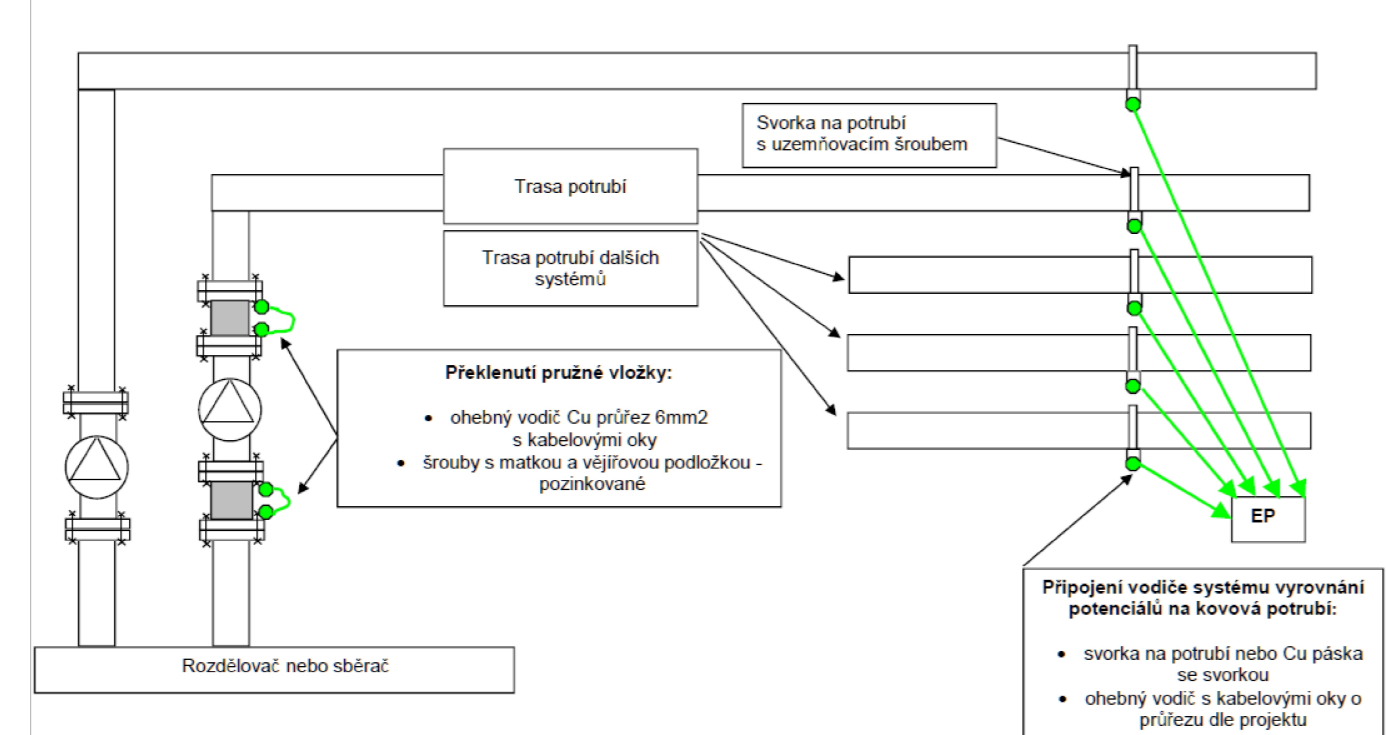 Svorka na potrubí
s uzemňovacím šroubem
Trasa potrubí
Trasa potrubí dalších
systémů
Překlenutí pružné vložky:
• ohebný vodič Cu průřez 6mm2
s kabelovými oky
• šrouby s matkou a vějířovou podložkou -
pozinkované
EP
Připojení vodiče systému vyrovnání
potenciálů na kovová potrubí:
• svorka na potrubí nebo Cu páska
se svorkou
• ohebný vodič s kabelovými oky o
průřezu dle projektu
Rozdělovač nebo sběrač